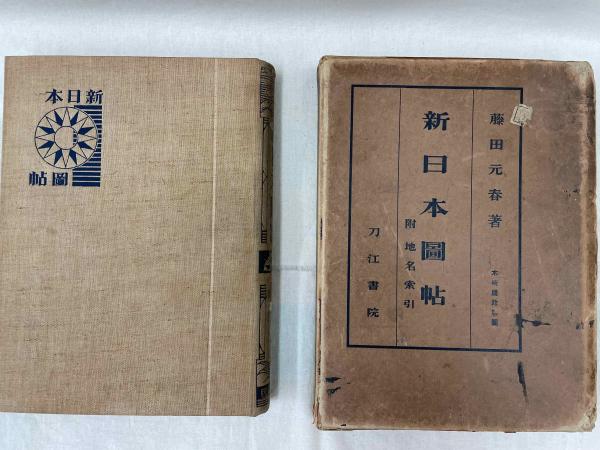 新日本
圖帖
藤田元春著
新日本圖帖
附地名索引
刀江書院